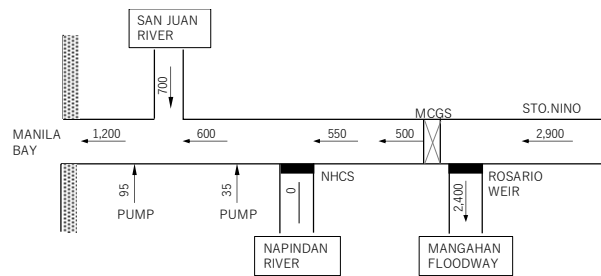 SAN JUAN
RIVER
700
MCGS
STO.NINO
MANILA
BAY
1,200
600
550
500
2,900
95
PUMP
35
PUMP
0
NHCS
2,400
ROSARIO
WEIR
NAPINDAN
RIVER
MANGAHAN
FLOODWAY